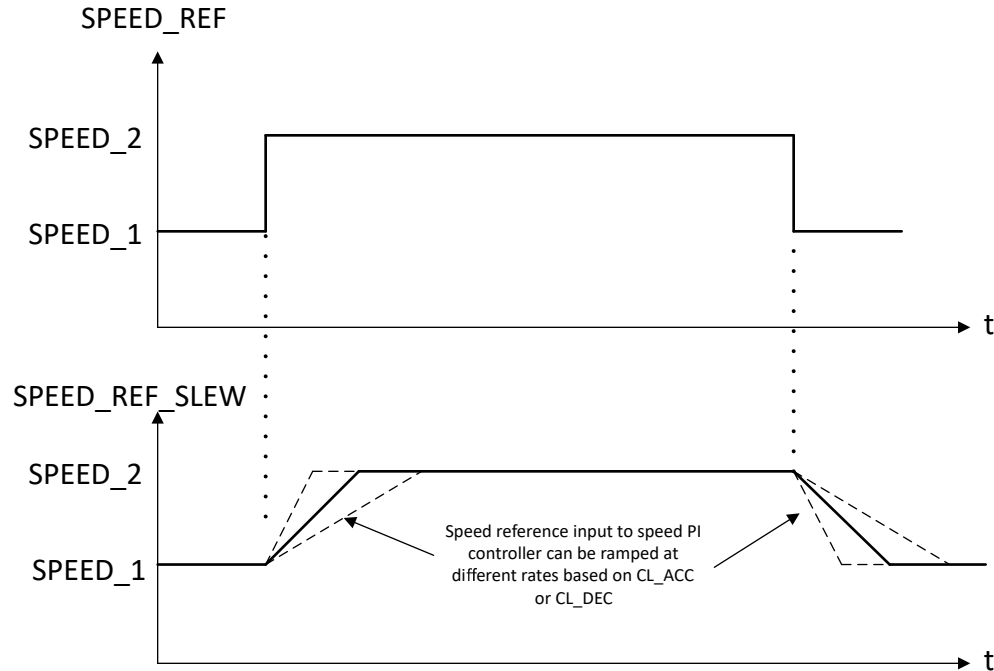 SPEED_REF
SPEED_2
SPEED_1
t
SPEED_REF_SLEW
SPEED_2
SPEED_1
Speed reference input to speed PI
controller can be ramped at
different rates based on CL_ACC
or CL_DEC
t